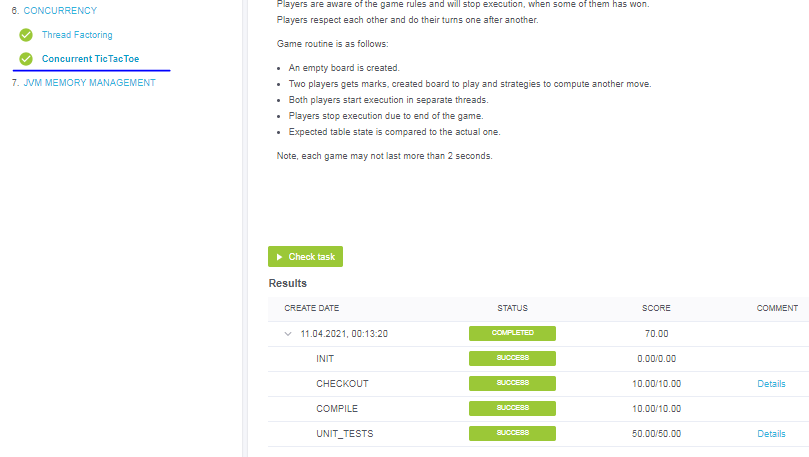 6. CONCURRENCY
Thread Factoring
Concurrent TicTacToe
7. JVM MEMORY MANAGEMENT
Players are aware of the game rules and will stop execution, when some of them has won.
Players respect each other and do their turns one after another.
Game routine is as follows:
• An empty board is created.
• Two players gets marks, created board to play and strategies to compute another move.
• Both players start execution in separate threads.
• Players stop execution due to end of the game.
• Expected table state is compared to the actual one.
Note, each game may not last more than 2 seconds.
Check task
Results
CREATE DATE STATUS SCORE COMMENT
11.04.2021, 00:13:20 COMPLETED 70.00
INIT SUCCESS 0.00/0.00
CHECKOUT SUCCESS 10.00/10.00 Details
COMPILE SUCCESS 10.00/10.00
UNIT_TESTS SUCCESS 50.00/50.00 Details